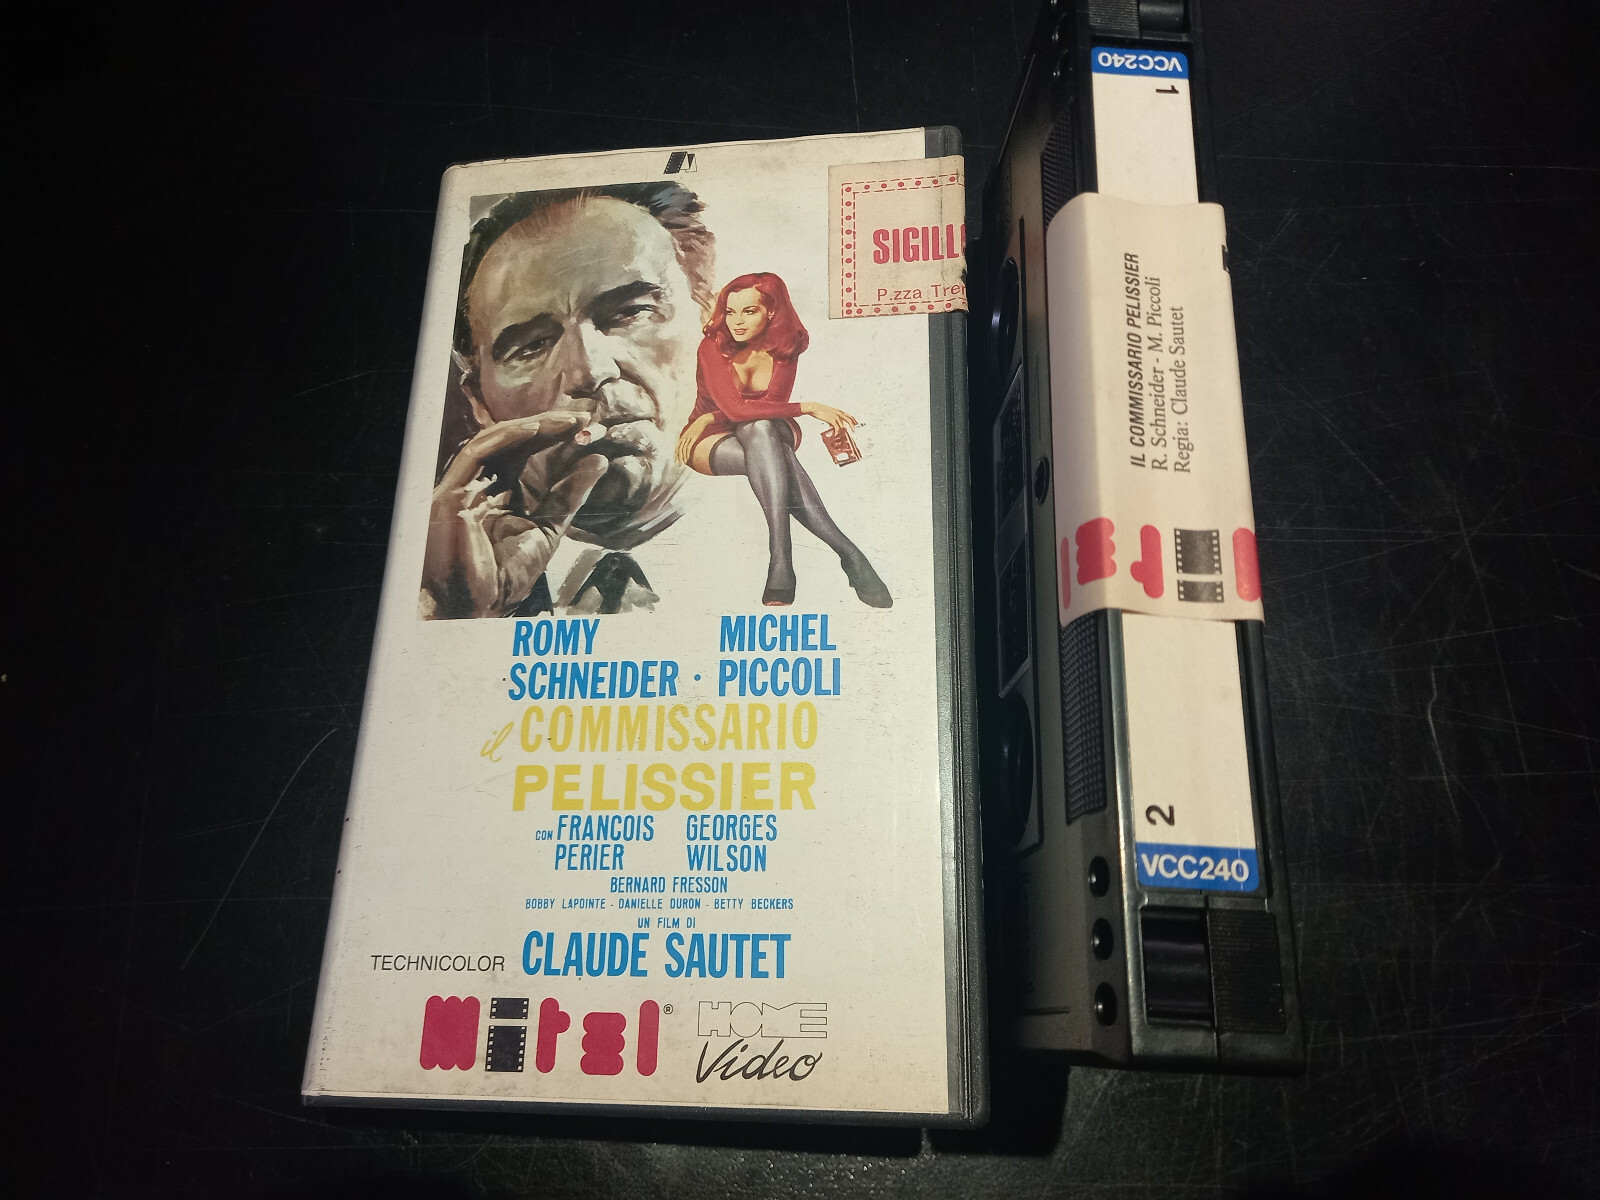 SIGILL
P.zza Tre
ROMY
SCHNEIDER ·
MICHEL
PICCOLI
il COMMISSARIO
PELISSIER
CON FRANCOIS
PERIER
GEORGES
WILSON
BERNARD FRESSON
BOBBY LAPOINTE - DANIELLE DURON - BETTY BECKERS
UN FILM DI
CLAUDE SAUTET
TECHNICOLOR
mitel®
HOME
Video
VCC240
1
IL COMMISSARIO PELISSIER
R. Schneider - M. Piccoli
Regia: Claude Sautet
2
VCC240